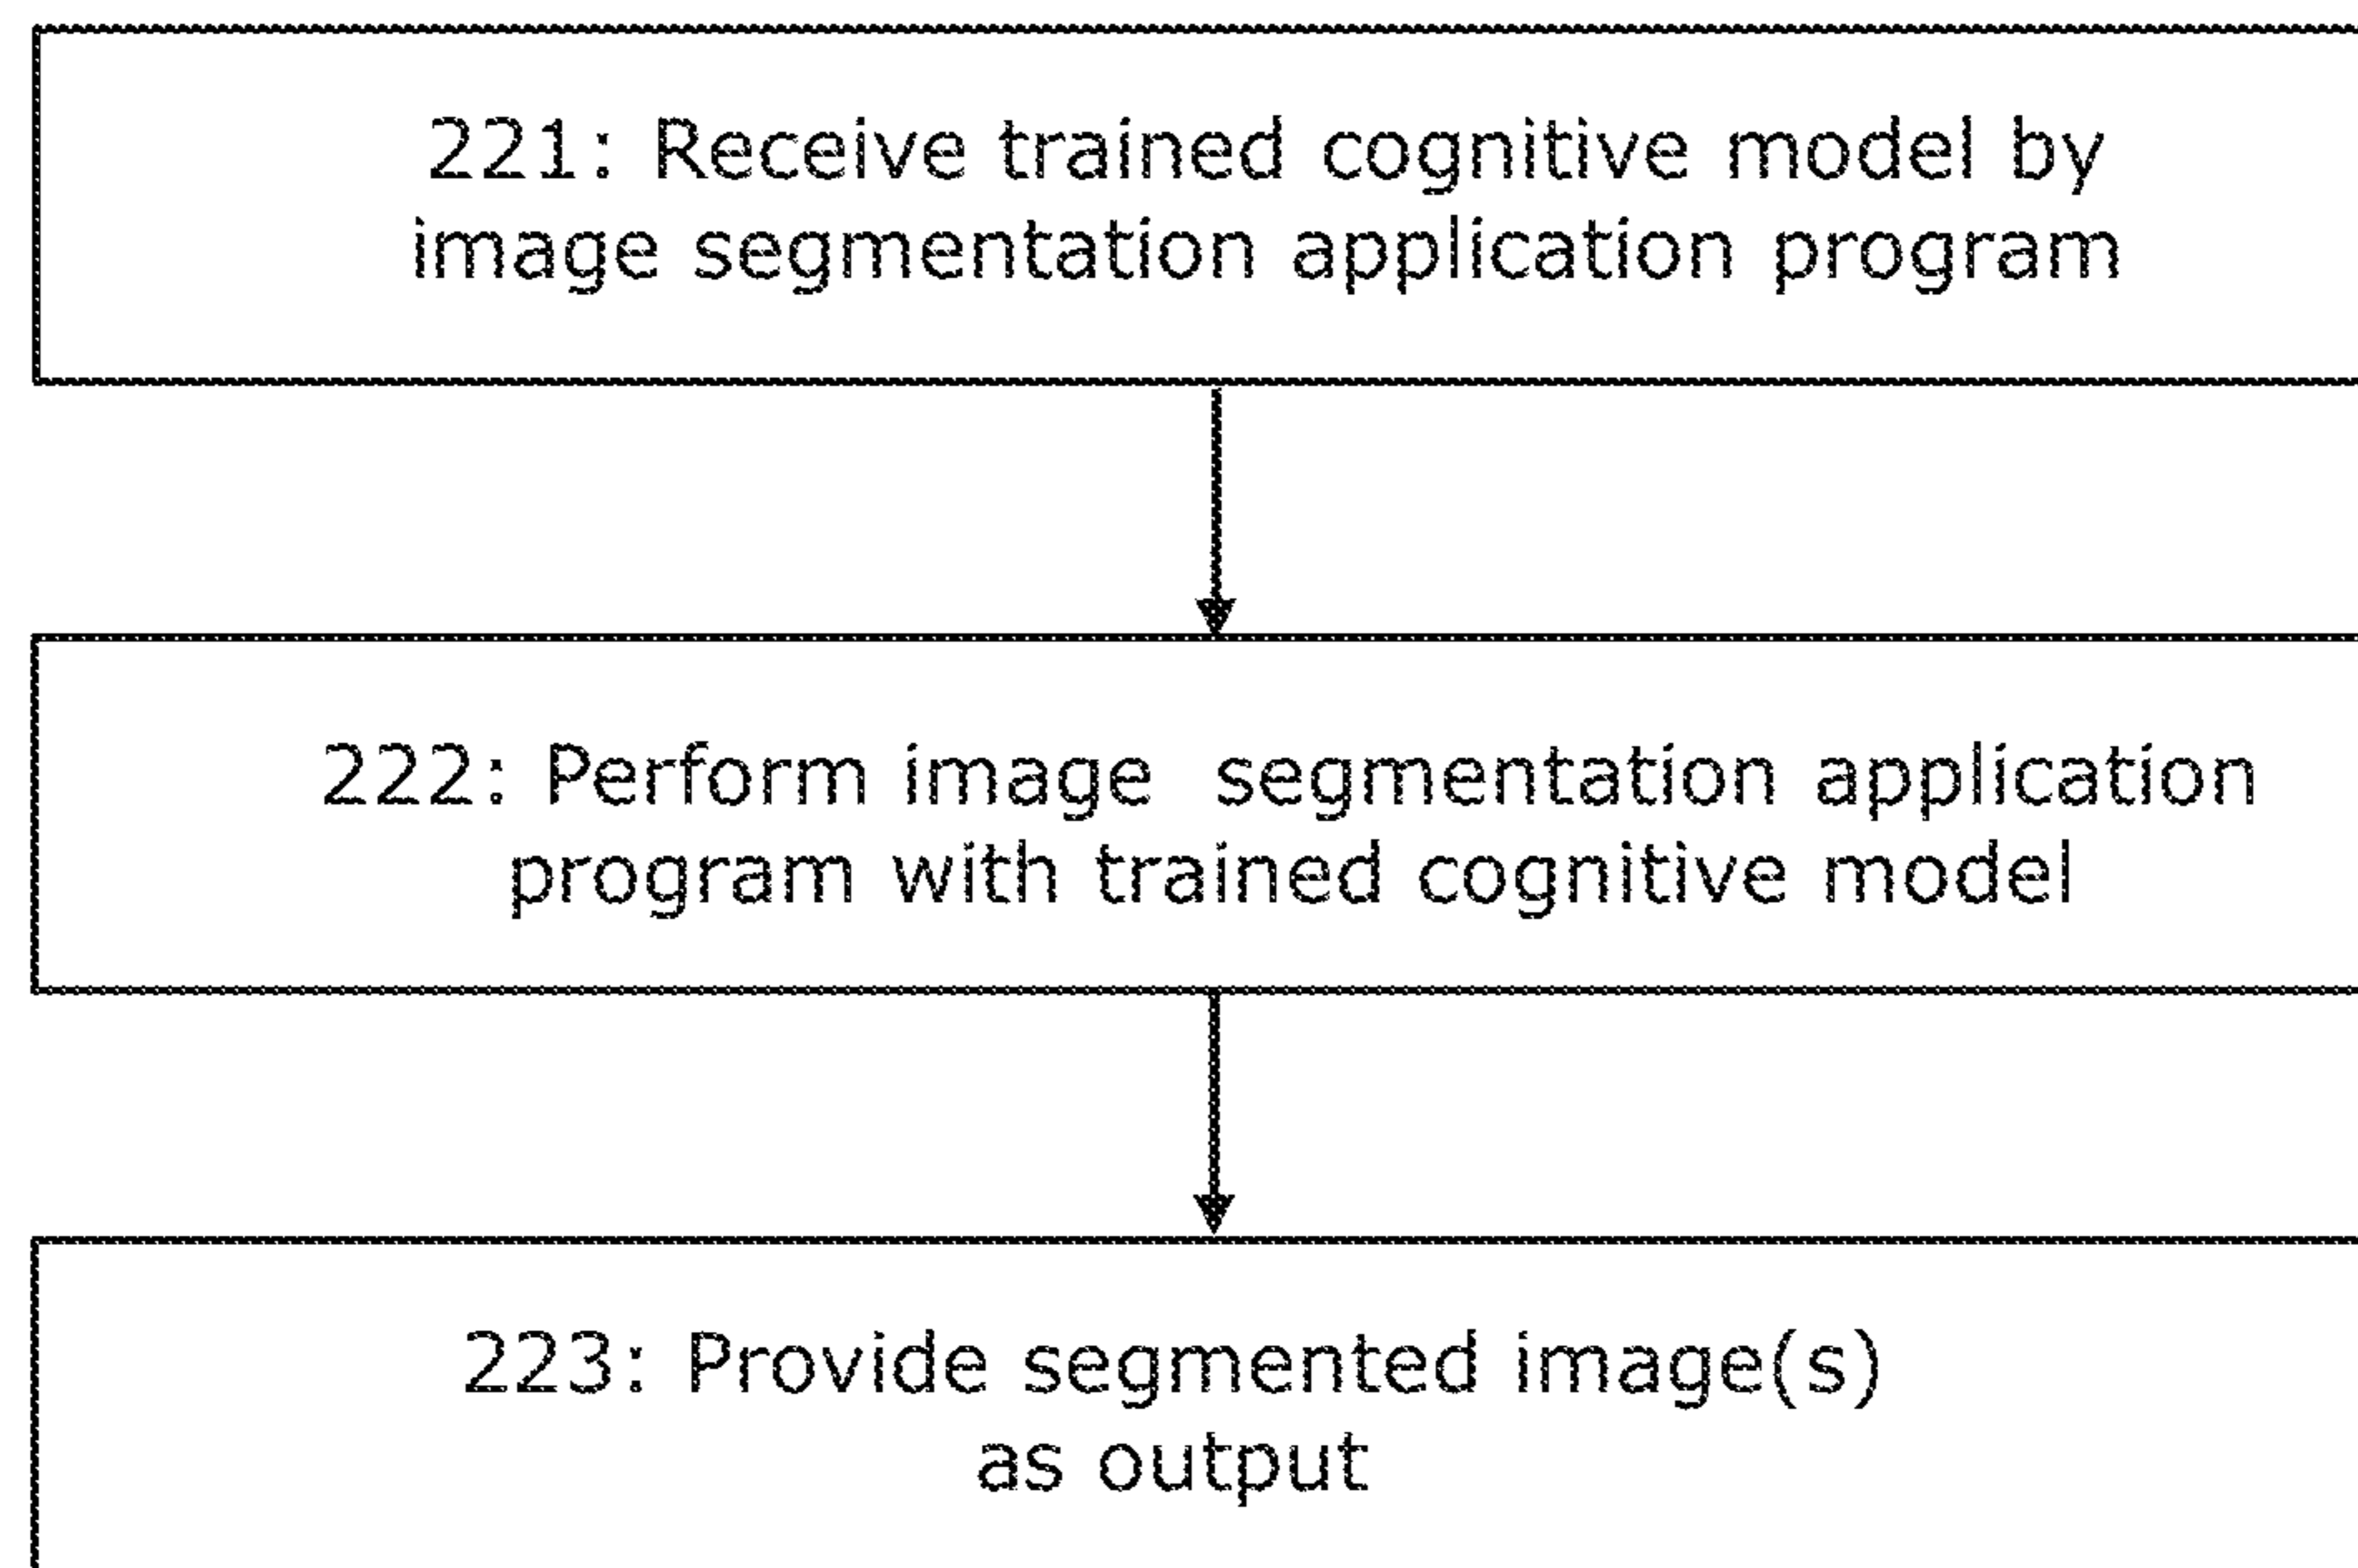 221: Receive trained cognitive model by
image segmentation application program
222: Perform image segmentation application
program with trained cognitive model
223: Provide segmented image(s)
as output